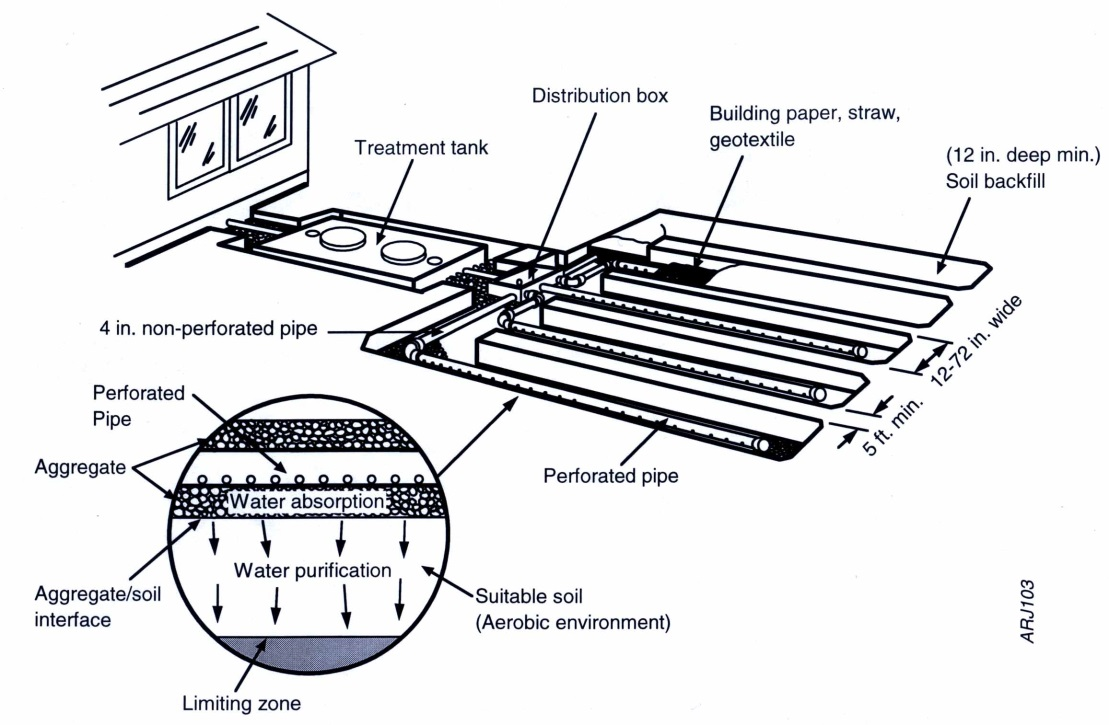 Distribution box
Building paper, straw,
geotextile
Treatment tank
(12 in. deep min.)
Soil backfill
4 in. non-perforated pipe
12-72 in. wide
5 ft. min.
Perforated
Pipe
Aggregate
Perforated pipe
Water absorption
Water purification
Aggregate/soil
interface
Suitable soil
(Aerobic environment)
Limiting zone
ARJ103